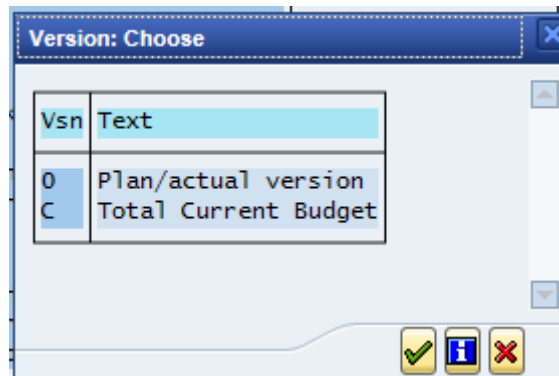 Version: Choose
Vsn Text
0 Plan/actual version
C Total Current Budget